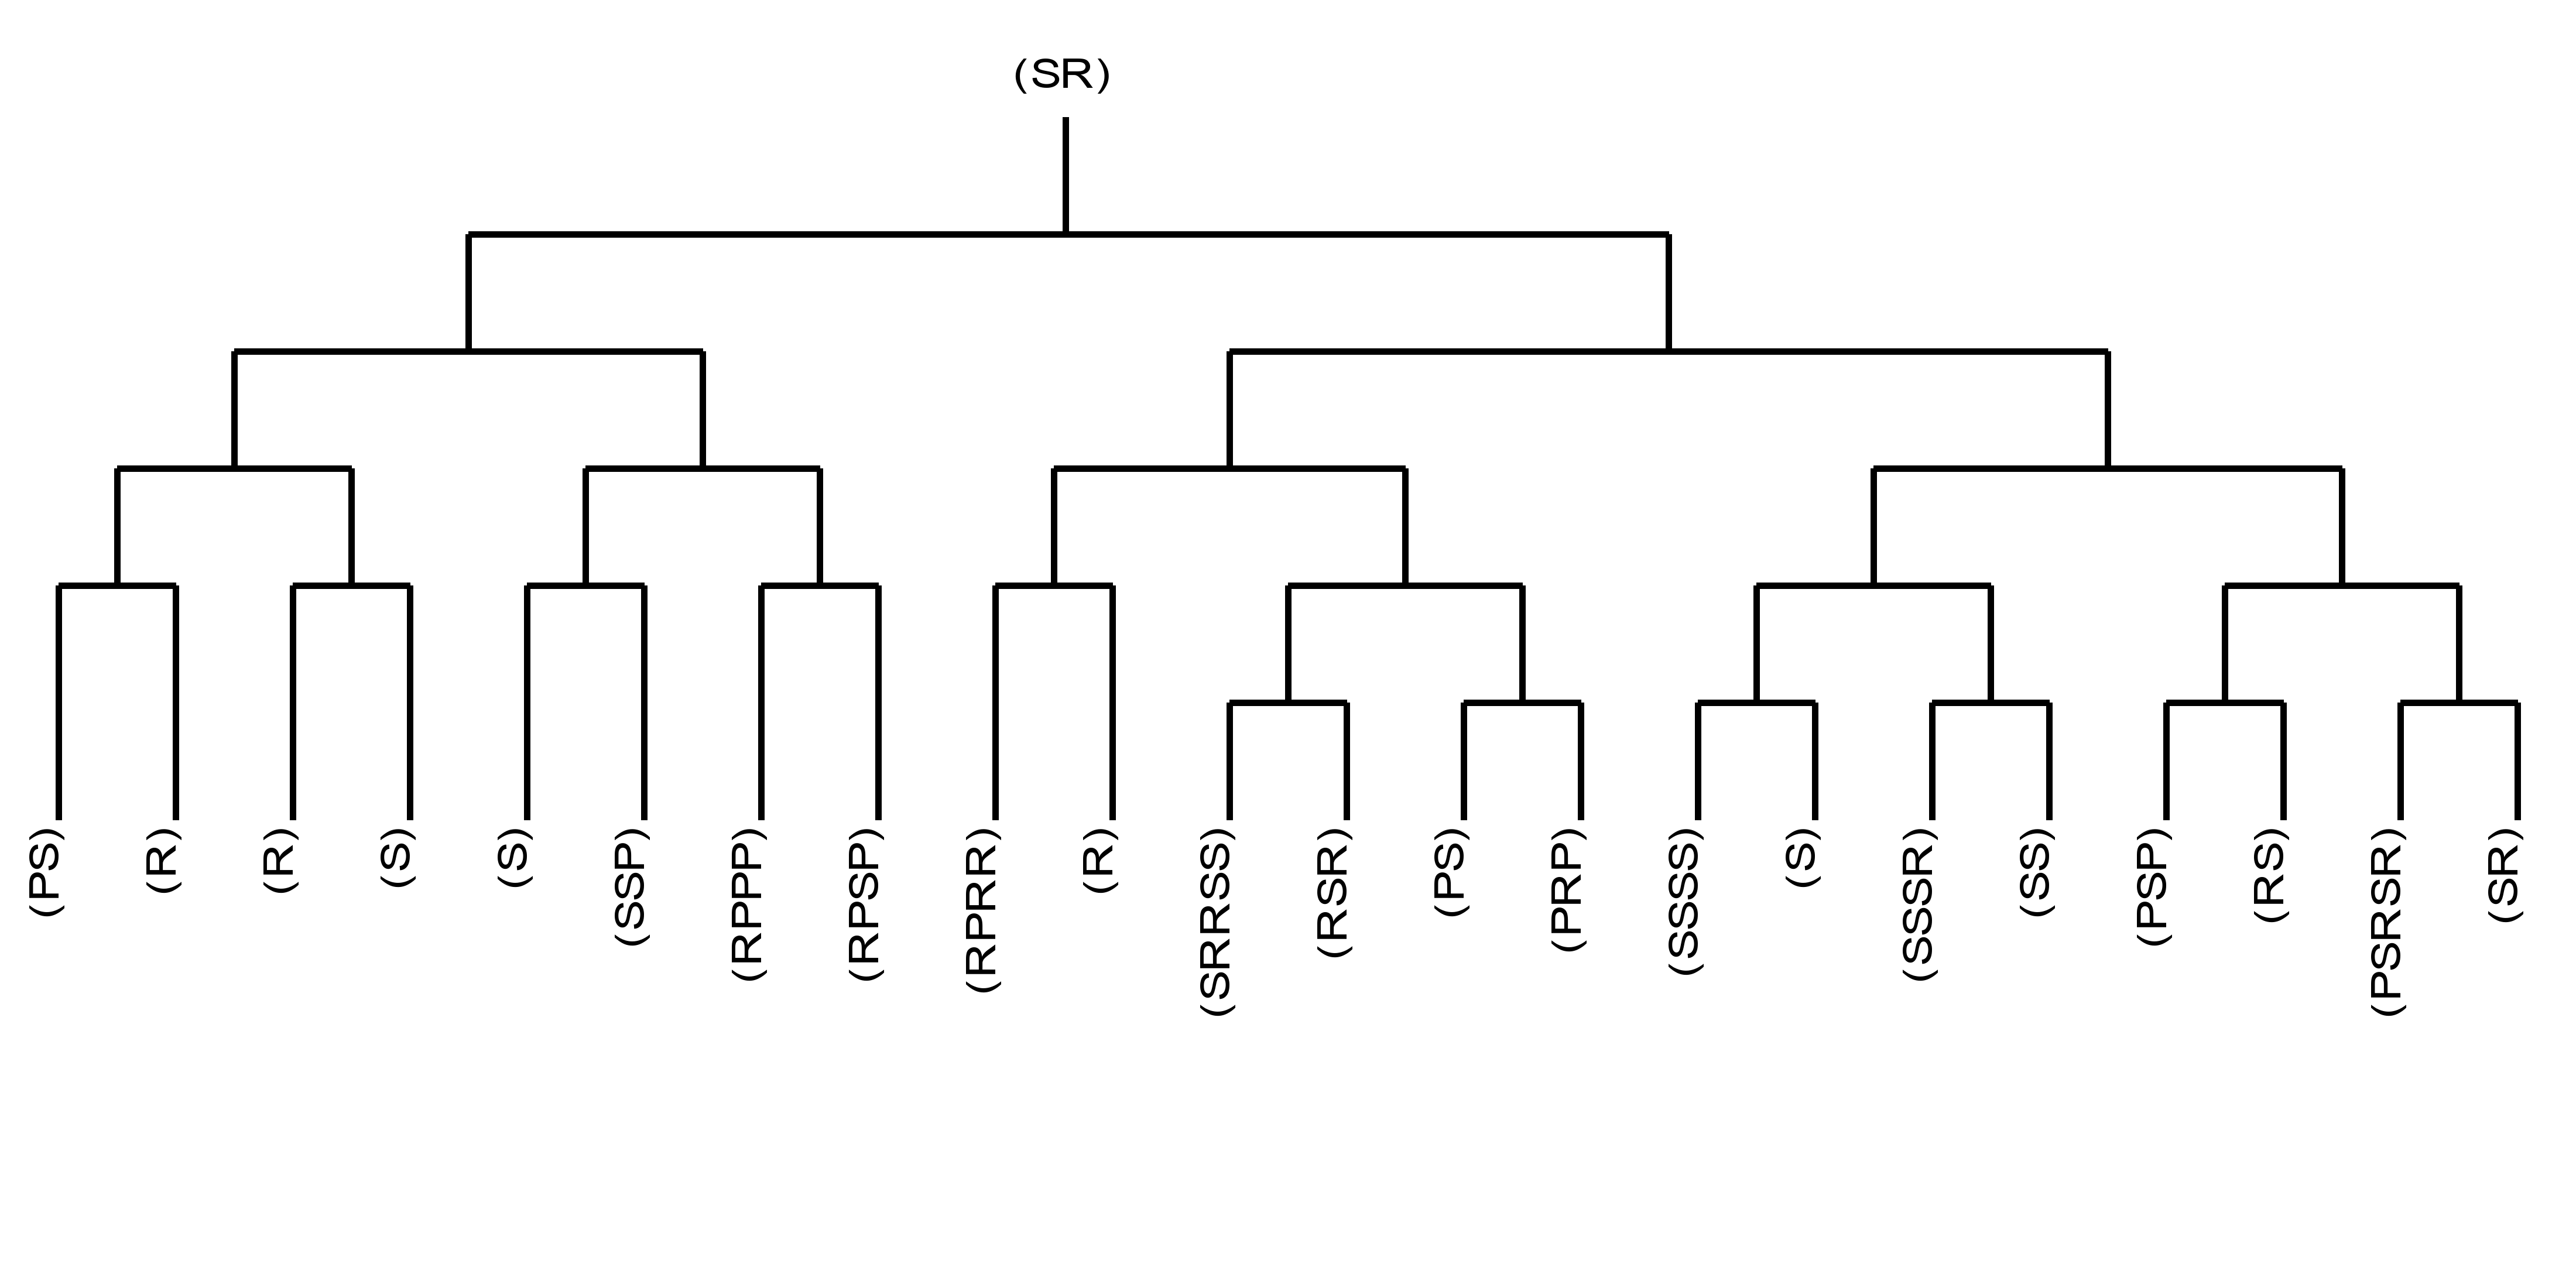 (SR)
(PS)
(R)
(R)
(S)
(S)
(SSP)
(RPPP)
(RPSP)
(RPRR)
(R)
(SRRSS)
(RSR)
(PS)
(PRP)
(SSSS)
(S)
(SSSR)
(SS)
(PSP)
(RS)
(PSRSR)
(SR)